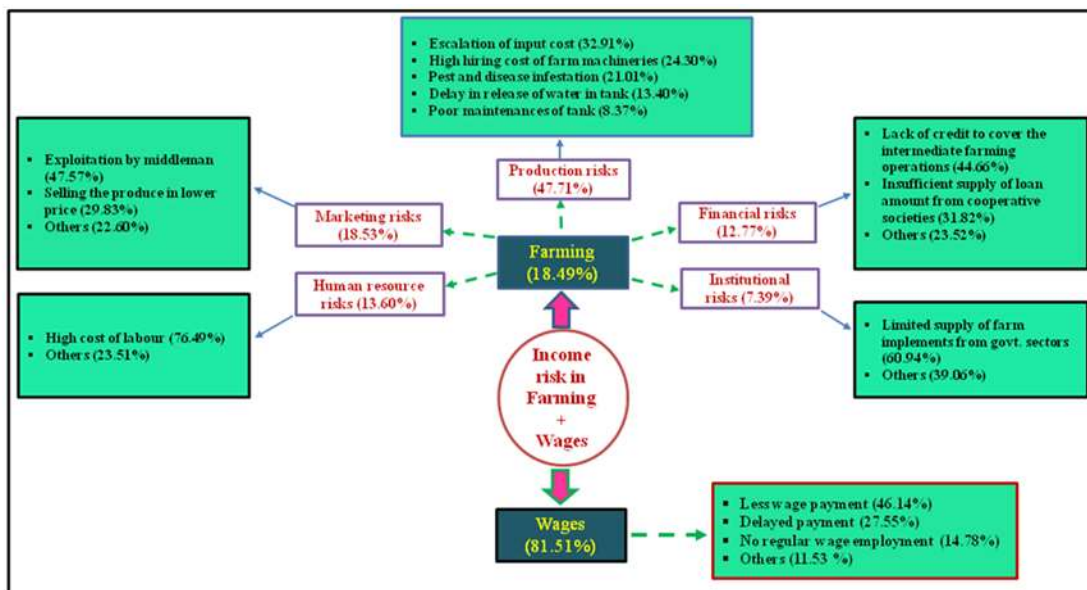 ▪ Escalation of input cost (32.91%)
▪ High hiring cost of farm machineries (24.30%)
▪ Pest and disease infestation (21.01%)
▪ Delay in release of water in tank (13.40%)
▪ Poor maintenances of tank (8.37%)
▪ Exploitation by middleman
(47.57%)
▪ Selling the produce in lower
price (29.83%)
▪ Others (22.60%)
▪ Lack of credit to cover the
intermediate farming
operations (44.66%)
▪ Insufficient supply of loan
amount from cooperative
societies (31.82%)
▪ Others (23.52%)
Production risks
(47.71%)
Marketing risks
(18.53%)
Financial risks
(12.77%)
Farming
(18.49%)
Human resource
risks (13.60%)
Institutional
risks (7.39%)
▪ High cost of labour (76.49%)
▪ Others (23.51%)
▪ Limited supply of farm
implements from govt. sectors
(60.94%)
▪ Others (39.06%)
Income
risk in
Farming
+
Wages
Wages
(81.51%)
▪ Less wage payment (46.14%)
▪ Delayed payment (27.55%)
▪ No regular wage employment (14.78%)
▪ Others (11.53 %)